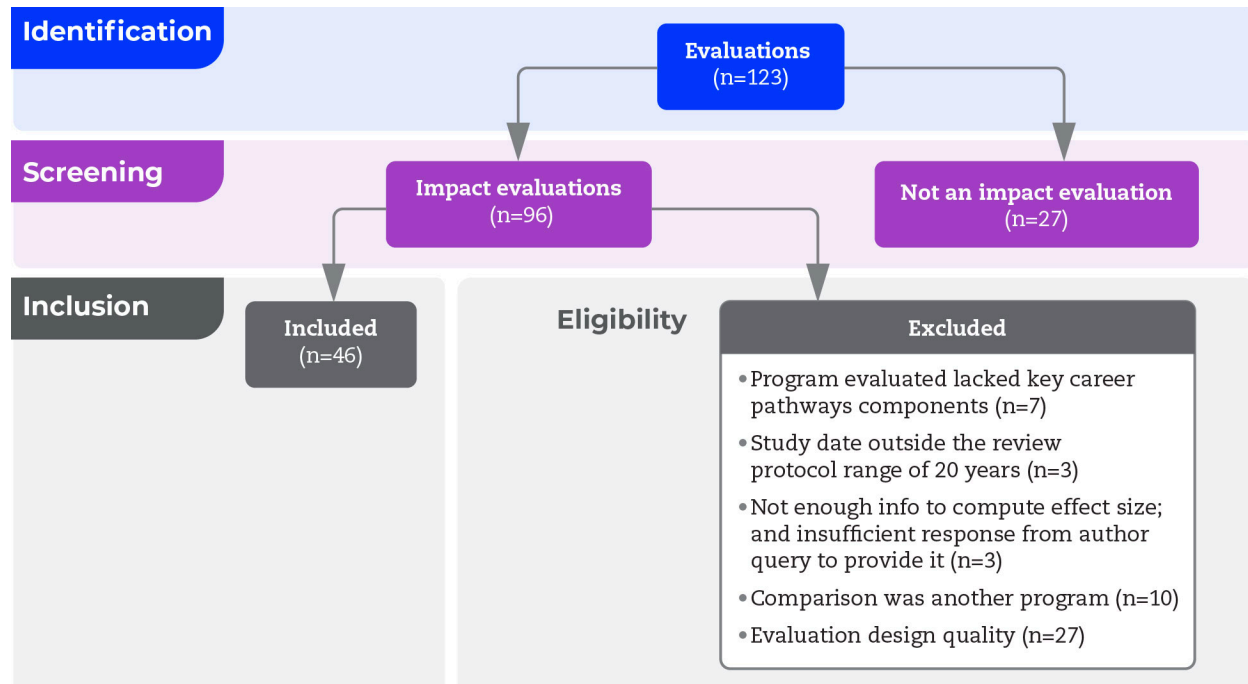 Identification
Evaluations
(n=123)
Screening
Impact evaluations
(n=96)
Not an impact evaluation
(n=27)
Inclusion
Included
(n=46)
Eligibility
Excluded
•Program evaluated lacked key career
pathways components (n=7)
•Study date outside the review
protocol range of 20 years (n=3)
•Not enough info to compute effect size;
and insufficient response from author
query to provide it (n=3)
•Comparison was another program (n=10)
•Evaluation design quality (n=27)